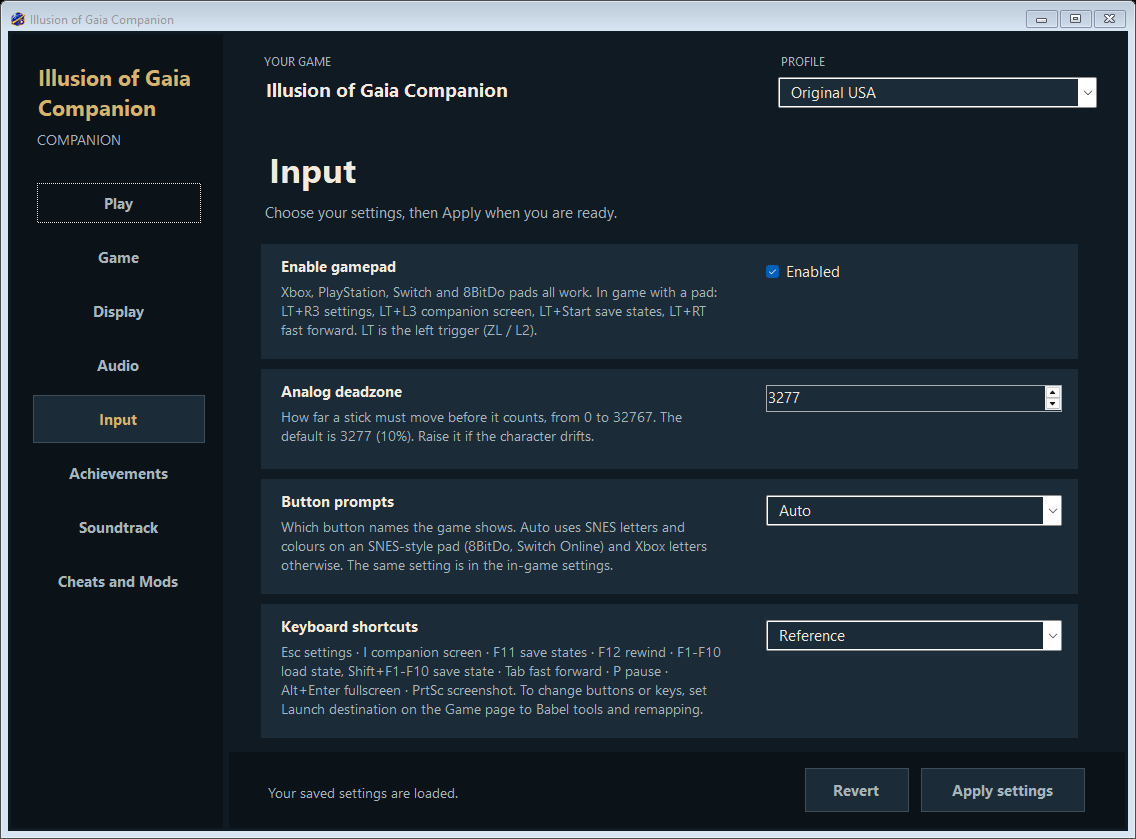 Illusion of Gaia Companion
Illusion of Gaia
Companion
COMPANION
Play
Game
Display
Audio
Input
Achievements
Soundtrack
Cheats and Mods
YOUR GAME
Illusion of Gaia Companion
PROFILE
Original USA
Input
Choose your settings, then Apply when you are ready.
Enable gamepad
Xbox, PlayStation, Switch and 8BitDo pads all work. In game with a pad:
LT+R3 settings, LT+L3 companion screen, LT+Start save states, LT+RT
fast forward. LT is the left trigger (ZL / L2).
Enabled
Analog deadzone
How far a stick must move before it counts, from 0 to 32767. The
default is 3277 (10%). Raise it if the character drifts.
3277
Button prompts
Which button names the game shows. Auto uses SNES letters and
colours on an SNES-style pad (8BitDo, Switch Online) and Xbox letters
otherwise. The same setting is in the in-game settings.
Auto
Keyboard shortcuts
Esc settings · I companion screen · F11 save states · F12 rewind · F1-F10
load state, Shift+F1-F10 save state · Tab fast forward · P pause ·
Alt+Enter fullscreen · PrtSc screenshot. To change buttons or keys, set
Launch destination on the Game page to Babel tools and remapping.
Reference
Your saved settings are loaded.
Revert
Apply settings